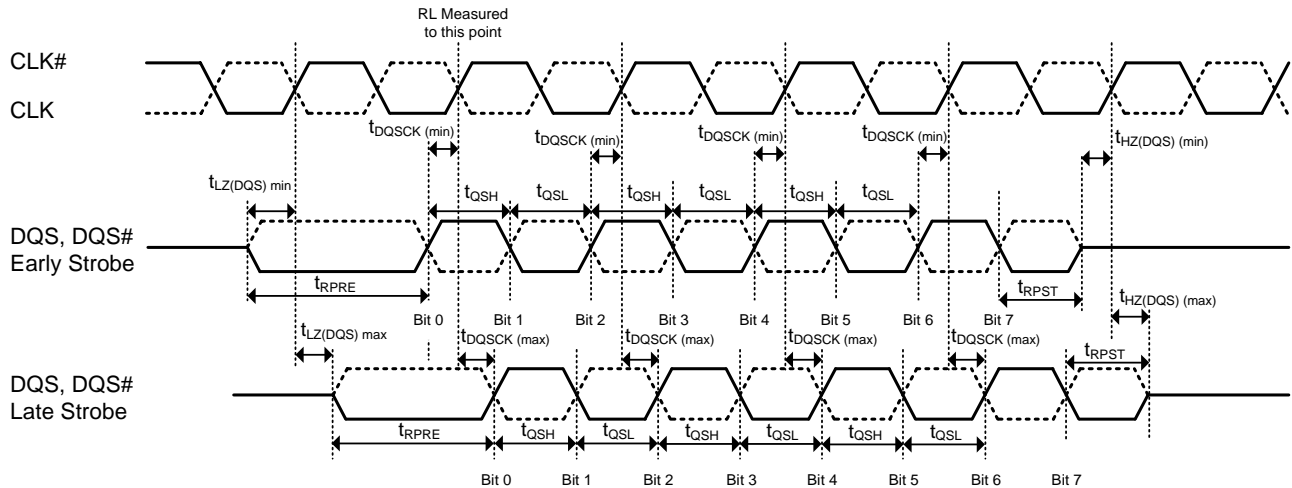 RL Measured
to this point
CLK#
CLK
tDQSCK (min)
tDQSCK (min)
tDQSCK (min)
tDQSCK (min)
tHZ(DQS) (min)
tLZ(DQS) min
tQSH
tQSL
tQSH
tQSL
tQSH
tQSL
DQS, DQS#
Early Strobe
tRPRE
tRPST
tHZ(DQS) (max)
Bit 0
Bit 1
Bit 2
Bit 3
Bit 4
Bit 5
Bit 6
Bit 7
tLZ(DQS) max
tDQSCK (max)
tDQSCK (max)
tDQSCK (max)
tDQSCK (max)
tRPST
DQS, DQS#
Late Strobe
tRPRE
tQSH
tQSL
tQSH
tQSL
tQSH
tQSL
Bit 0
Bit 1
Bit 2
Bit 3
Bit 4
Bit 5
Bit 6
Bit 7